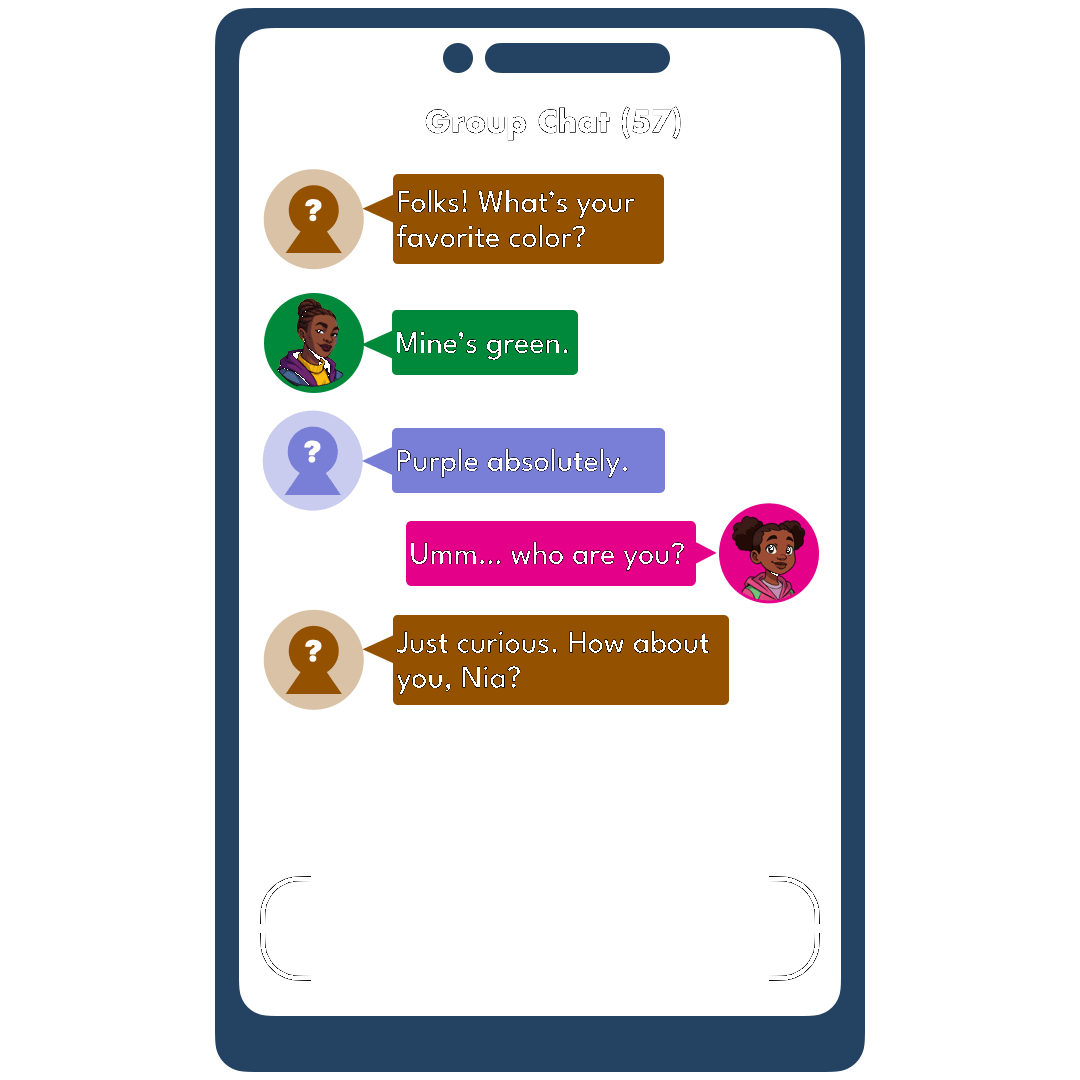 Group Chat (57)
?
Folks! What's your
favorite color?
Mine's green.
?
Purple absolutely.
Umm... who are you?
?
Just curious. How about
you, Nia?